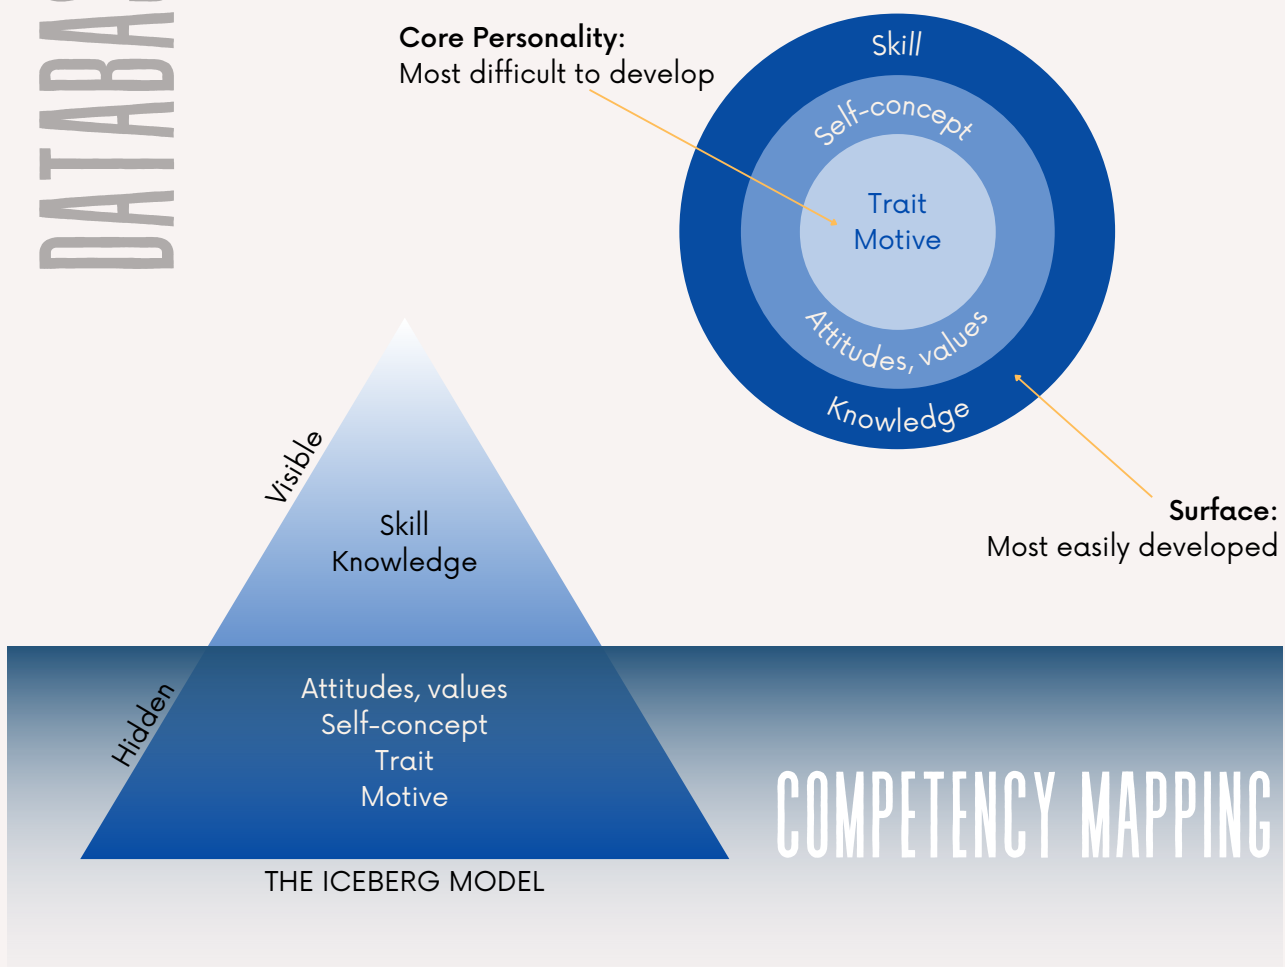 Core Personality:
Most difficult to develop
Skill
Self-concept
Trait
Motive
Attitudes, values
Knowledge
Surface:
Most easily developed
Visible
Skill
Knowledge
Hidden
Attitudes, values
Self-concept
Trait
Motive
THE ICEBERG MODEL
COMPETENCY MAPPING